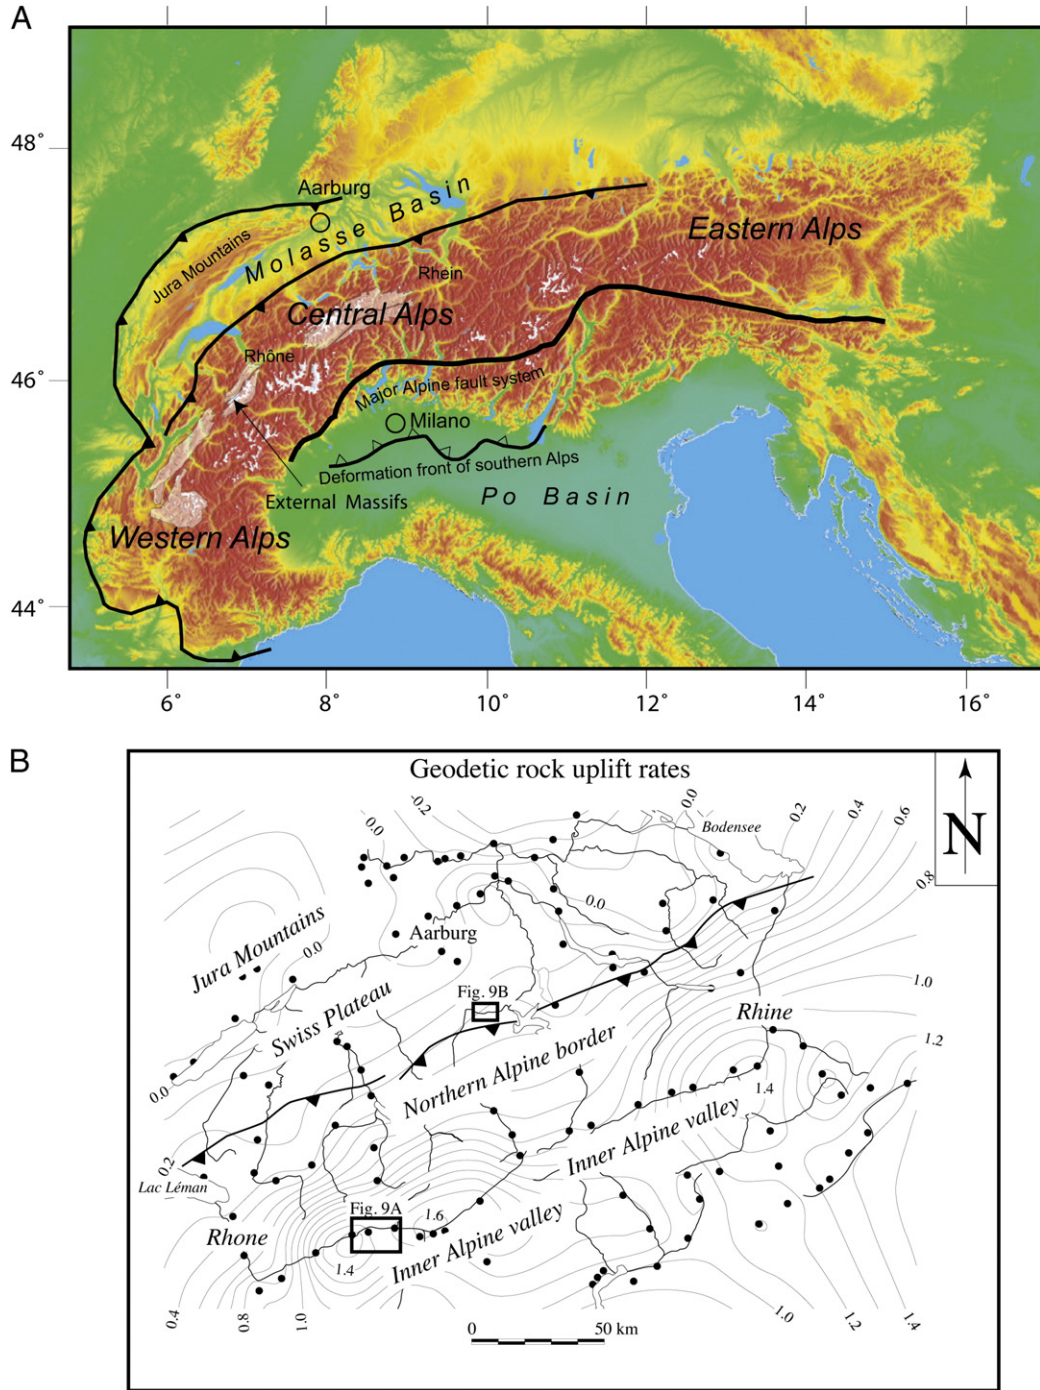 A
48°
46°
44°
6°
8°
10°
12°
14°
16°
Aarburg
Jura Mountains
Molasse Basin
Rhein
Eastern Alps
Central Alps
Rhône
Major Alpine fault system
Milano
Deformation front of southern Alps
External Massifs
Po Basin
Western Alps
B
Geodetic rock uplift rates
N
-0.2
0.0
0.0
0.2
0.4
0.6
0.8
Bodensee
0.0
Aarburg
Jura Mountains
0.0
Swiss Plateau
Fig. 9B
1.0
Rhine
1.2
Northern Alpine border
1.4
0.0
Inner Alpine valley
0.2
Lac Léman
Fig. 9A
1.6
Rhone
Inner Alpine valley
1.4
0.4
0.8
1.0
1.0
1.2
1.4
0
50 km